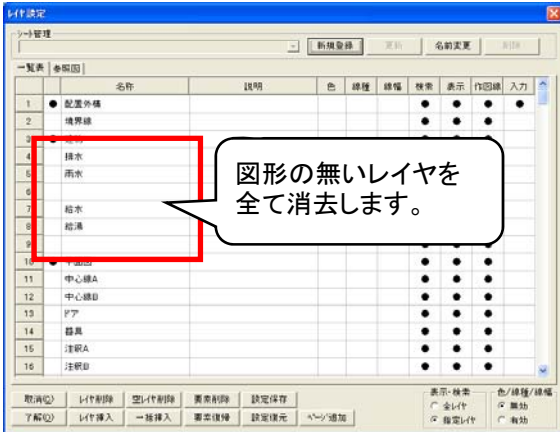 レイヤ設定
シート管理
新規登録 更新 名前変更 削除
一覧表 参照図
名称 説明 色 線種 線幅 検索 表示 作図線 入力
1 ● 配置外構 ● ● ● ●
2 境界線 ● ● ●
3 ●
4 排水
5 雨水
6
7 給水
8 給湯
9
図形の無いレイヤを
全て消去します。
10 ● 平面図 ● ● ●
11 中心線A ● ● ●
12 中心線B ● ● ●
13 ドア ● ● ●
14 器具 ● ● ●
15 注釈A ● ● ●
16 注釈B ● ● ●
取消(C) レイヤ削除 空レイヤ削除 要素削除 設定保存
了解(O) レイヤ挿入 一括挿入 要素復帰 設定復元 ページ追加
表示・検索
全レイヤ
指定レイヤ
色/線種/線幅
無効
有効